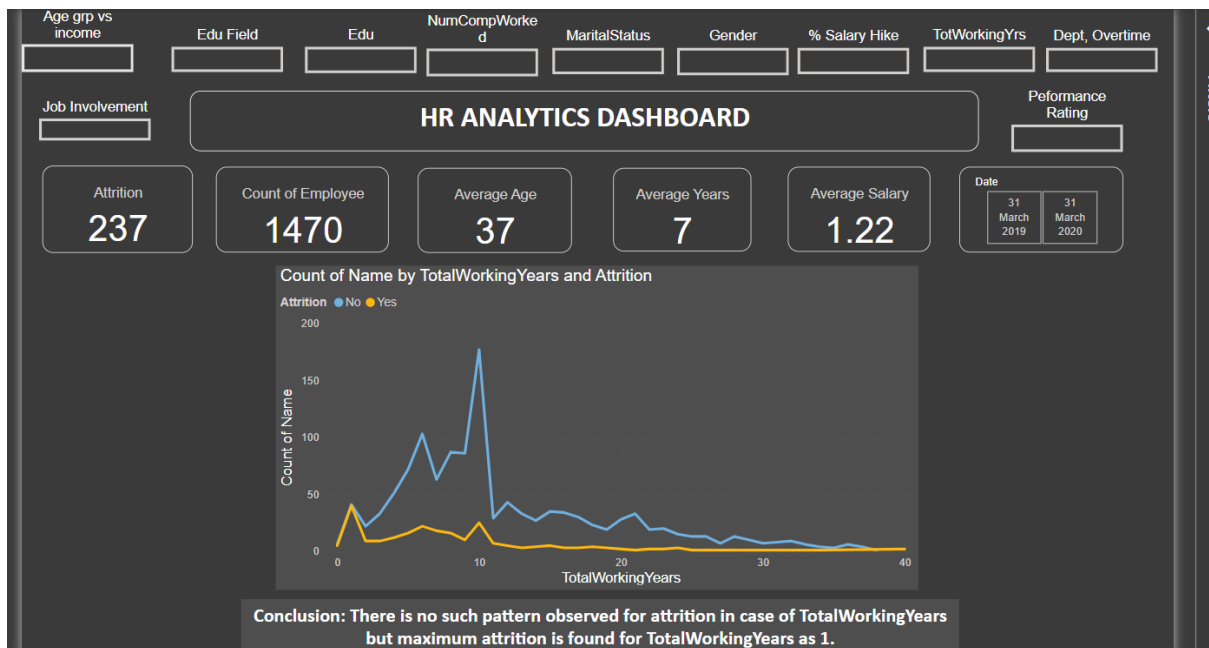 Age grp vs
income
Edu Field
Edu
NumCompWorke
d
MaritalStatus
Gender
% Salary Hike
TotWorkingYrs
Dept, Overtime
Job Involvement
HR ANALYTICS DASHBOARD
Peformance
Rating
Attrition
237
Count of Employee
1470
Average Age
37
Average Years
7
Average Salary
1.22
Date
31
March
2019
31
March
2020
Count of Name by TotalWorkingYears and Attrition
Attrition No Yes
200
150
100
50
0
Count of Name
0 10 20 30 40
TotalWorkingYears
Conclusion: There is no such pattern observed for attrition in case of TotalWorkingYears
but maximum attrition is found for TotalWorkingYears as 1.